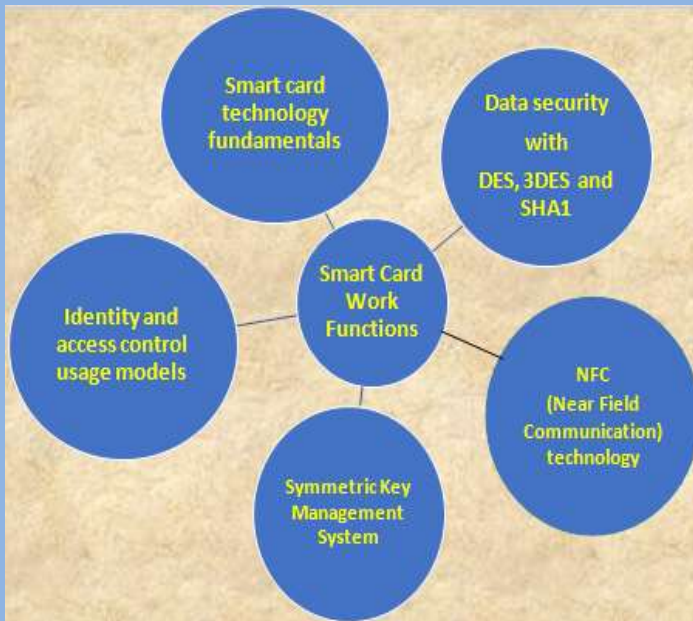 Smart card
technology
fundamentals
Data security
with
DES, 3DES and
SHA1
Smart Card
Work
Functions
Identity and
access control
usage models
NFC
(Near Field
Communication)
technology
Symmetric Key
Management
System